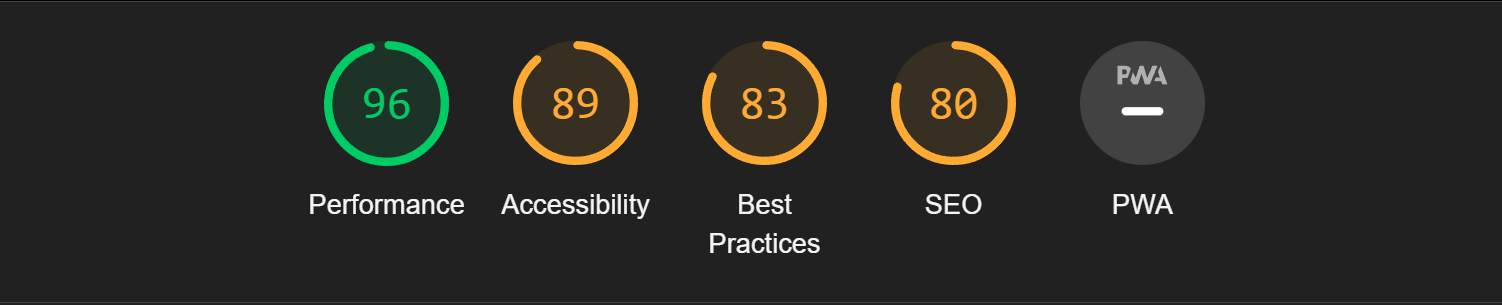 96
89
83
80
PWA
Performance
Accessibility
Best
Practices
SEO
PWA